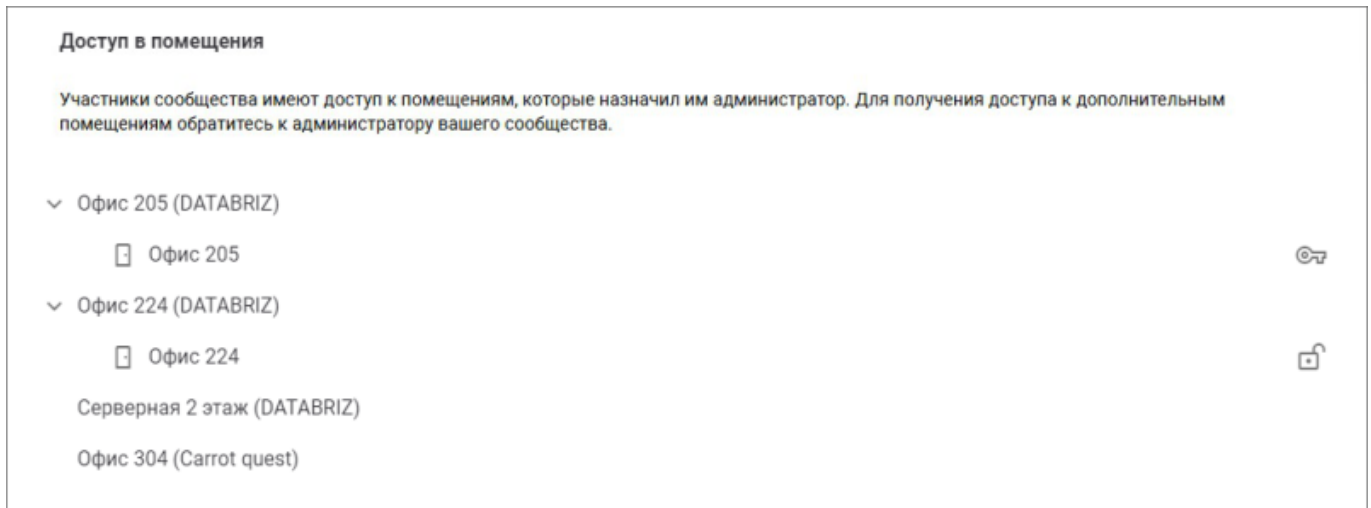 Доступ в помещения
Участники сообщества имеют доступ к помещениям, которые назначил им администратор. Для получения доступа к дополнительным
помещениям обратитесь к администратору вашего сообщества.
Офис 205 (DATABRIZ)
Офис 205
Офис 224 (DATABRIZ)
Офис 224
Серверная 2 этаж (DATABRIZ)
Офис 304 (Carrot quest)